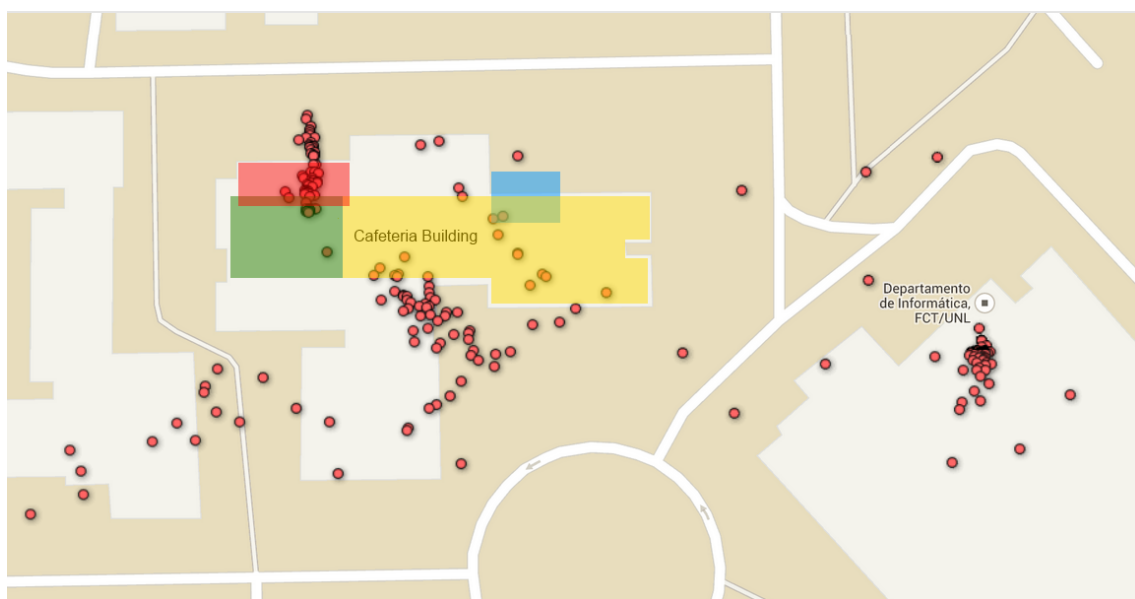 Cafeteria Building
Departamento
de Informática,
FCT/UNL